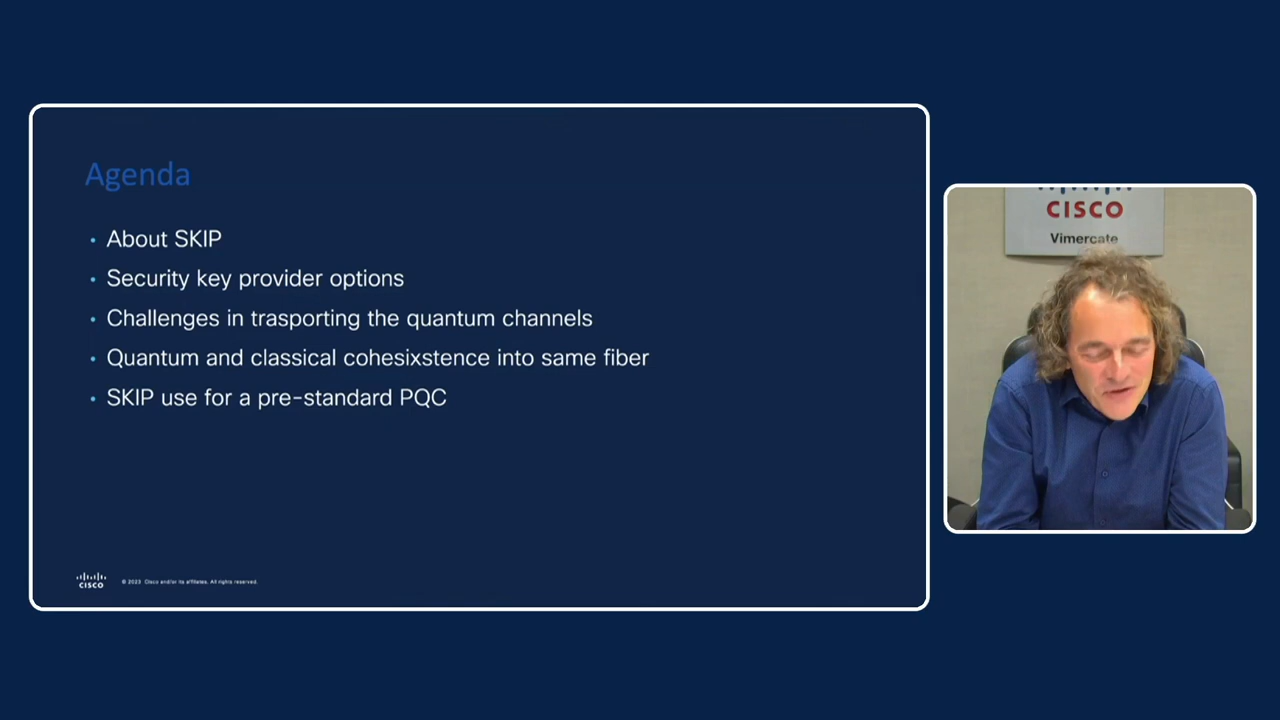 Agenda
• About SKIP
• Security key provider options
• Challenges in trasporting the quantum channels
• Quantum and classical cohesixstence into same fiber
• SKIP use for a pre-standard PQC
CISCO
© 2023 Cisco and/or its affiliates. All rights reserved.
CISCO
Vimercate